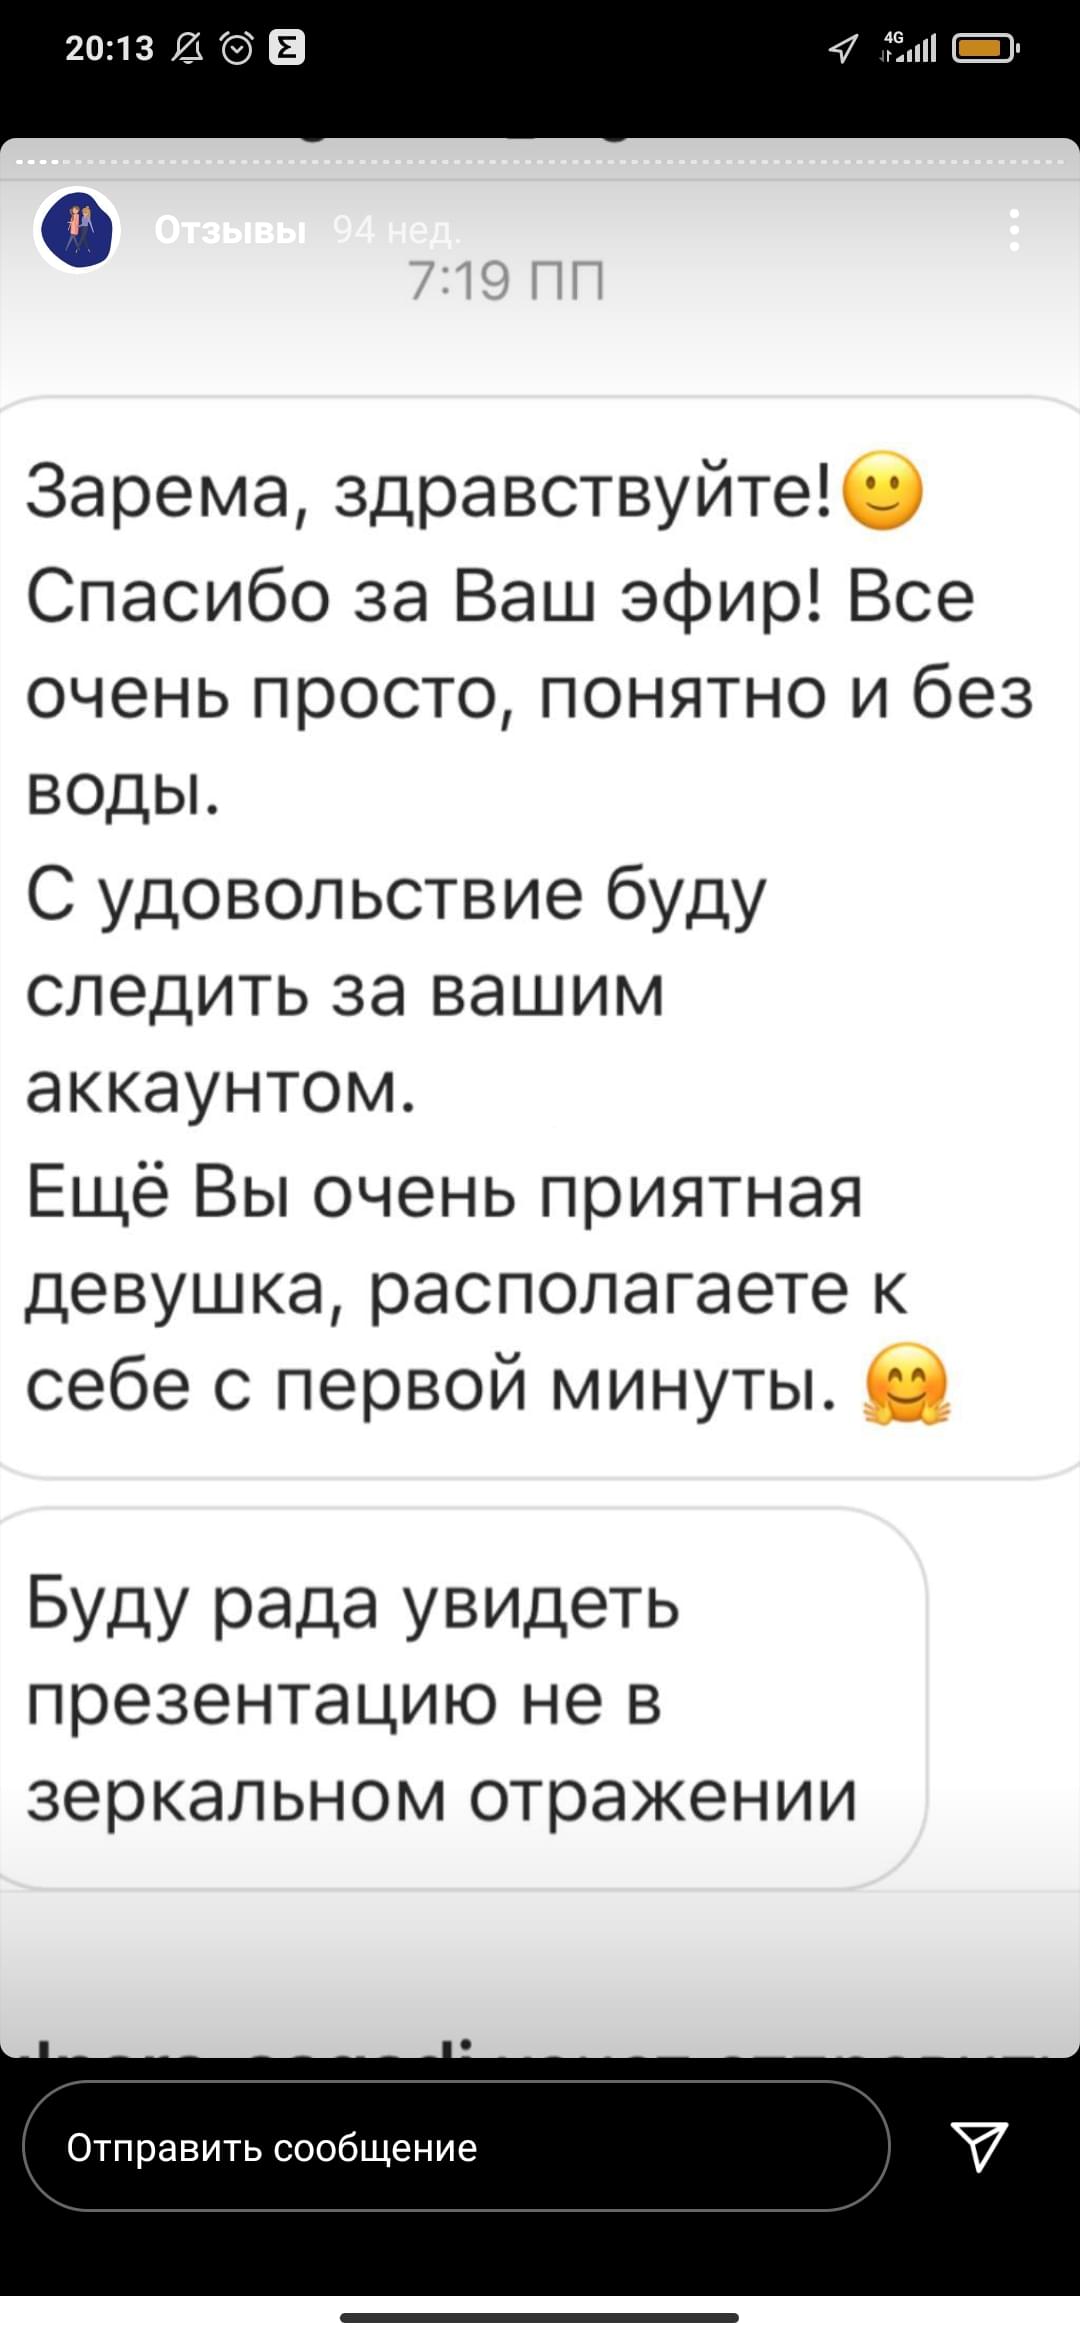 20:13
4G
Отзывы 94 нед.
7:19 ПП
Зарема, здравствуйте!🙂
Спасибо за Ваш эфир! Все
очень просто, понятно и без
воды.
С удовольствие буду
следить за вашим
аккаунтом.
Ещё Вы очень приятная
девушка, располагаете к
себе с первой минуты. 🤗
Буду рада увидеть
презентацию не в
зеркальном отражении
Отправить сообщение